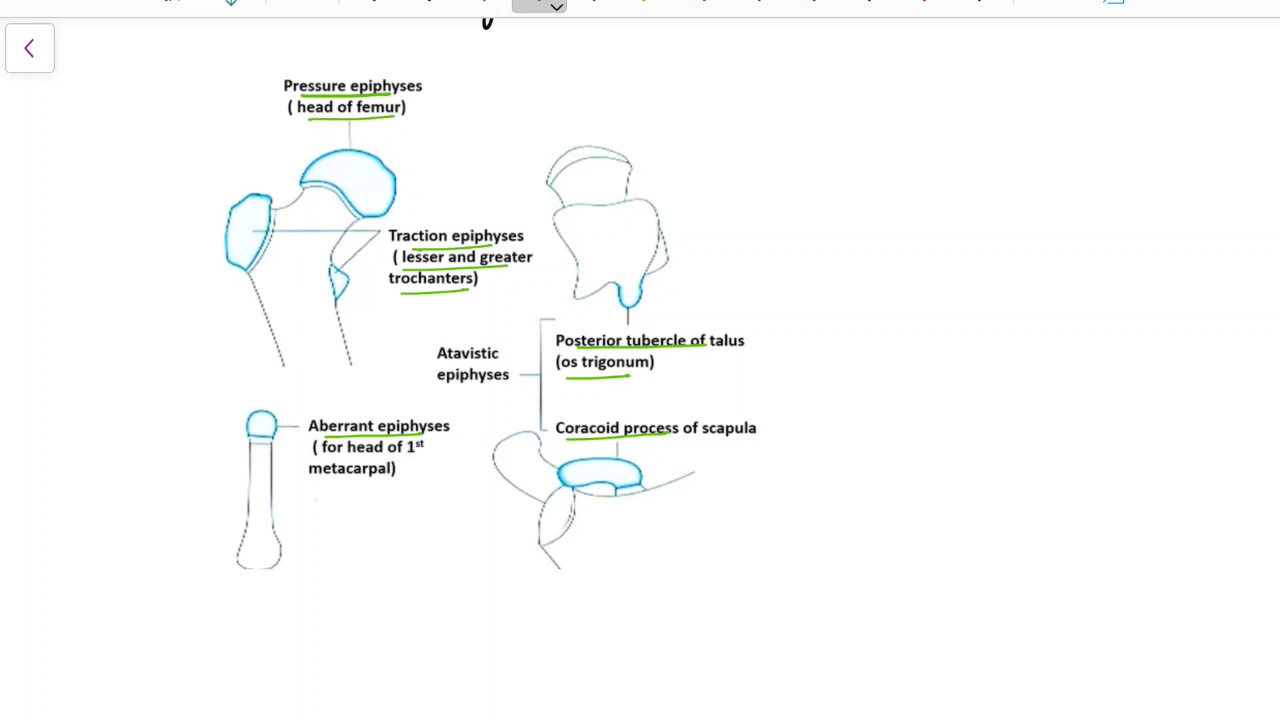 Pressure epiphyses
( head of femur)
Traction epiphyses
( lesser and greater
trochanters)
Atavistic
epiphyses
Posterior tubercle of talus
(os trigonum)
Coracoid process of scapula
Aberrant epiphyses
( for head of 1st
metacarpal)